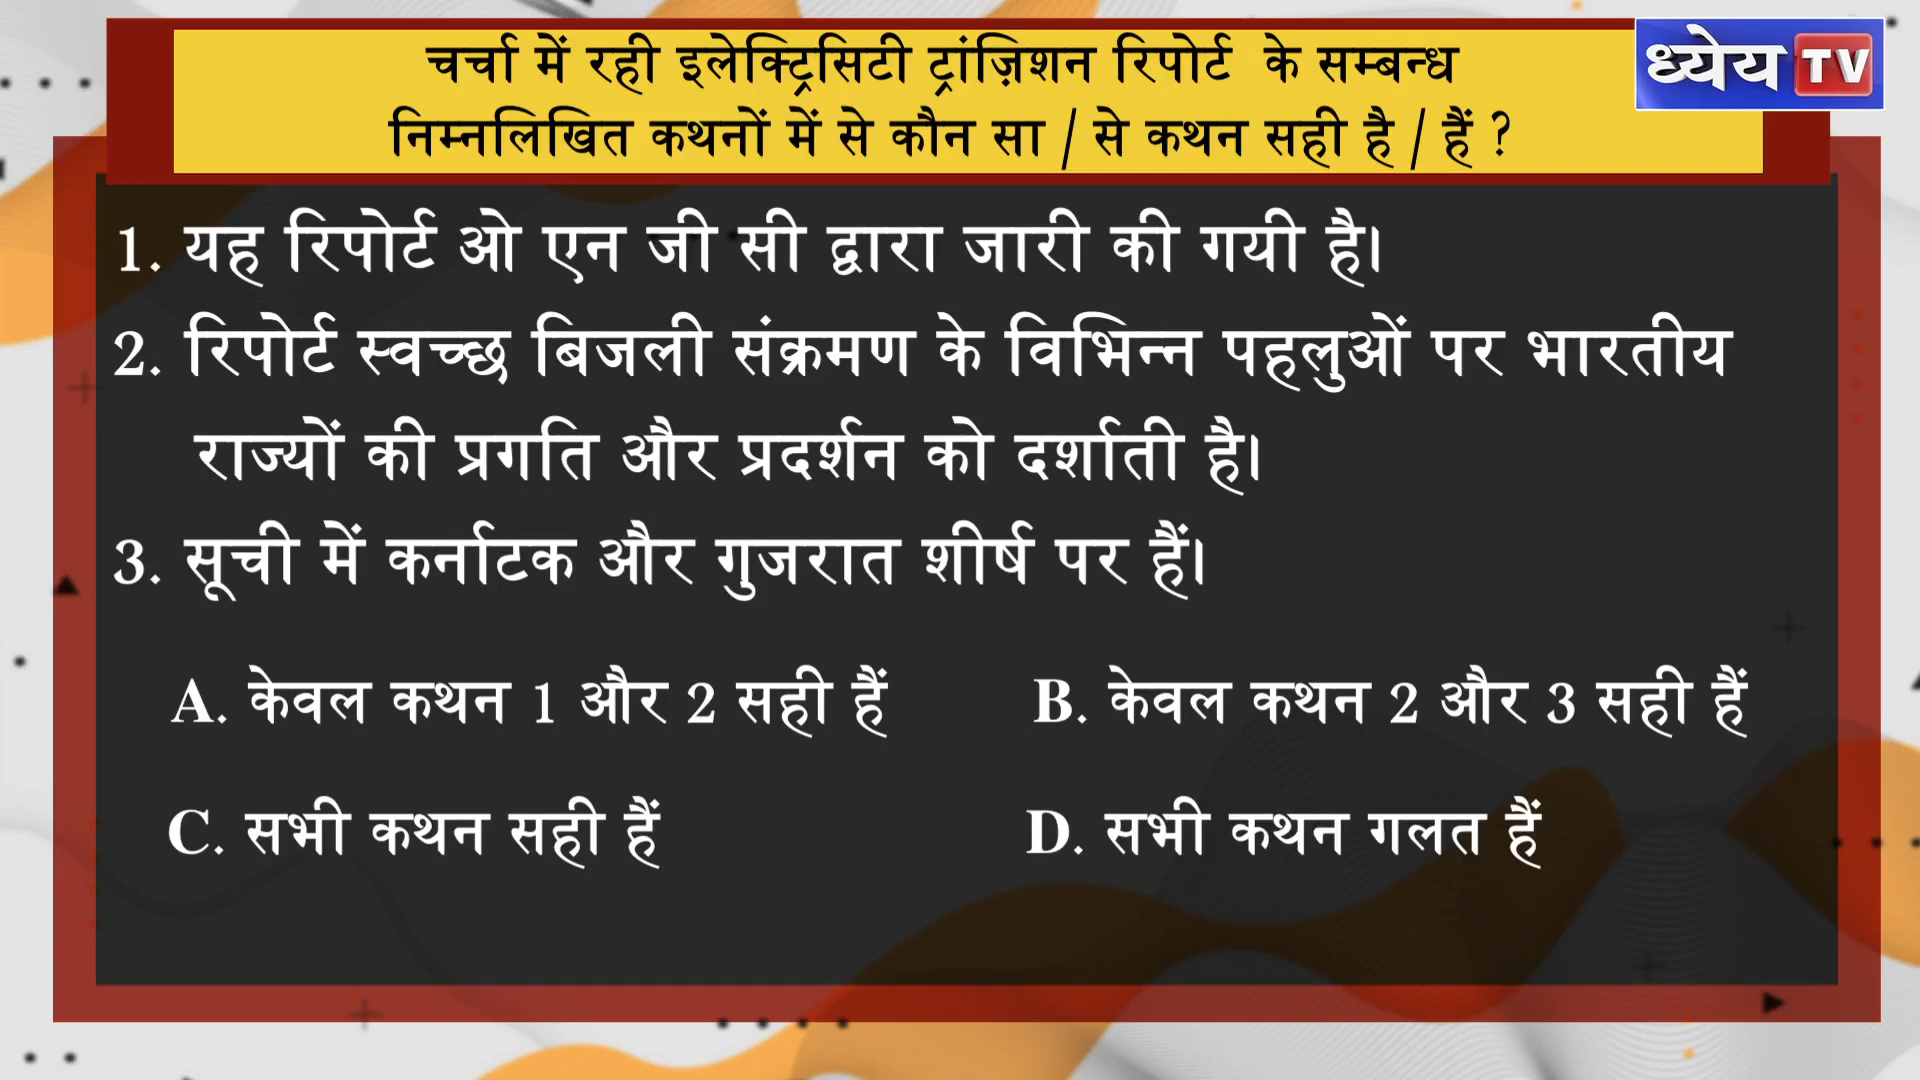 चर्चा में रही इलेक्ट्रिसिटी ट्रांज़िशन रिपोर्ट के सम्बन्ध
ध्येय TV
निम्नलिखित कथनों में से कौन सा / से कथन सही है / हैं ?
1. यह रिपोर्ट ओ एन जी सी द्वारा जारी की गयी है।
2. रिपोर्ट स्वच्छ बिजली संक्रमण के विभिन्न पहलुओं पर भारतीय
राज्यों की प्रगति और प्रदर्शन को दर्शाती है।
3. सूची में कर्नाटक और गुजरात शीर्ष पर हैं।
A. केवल कथन 1 और 2 सही हैं B. केवल कथन 2 और 3 सही हैं
C. सभी कथन सही हैं D. सभी कथन गलत हैं